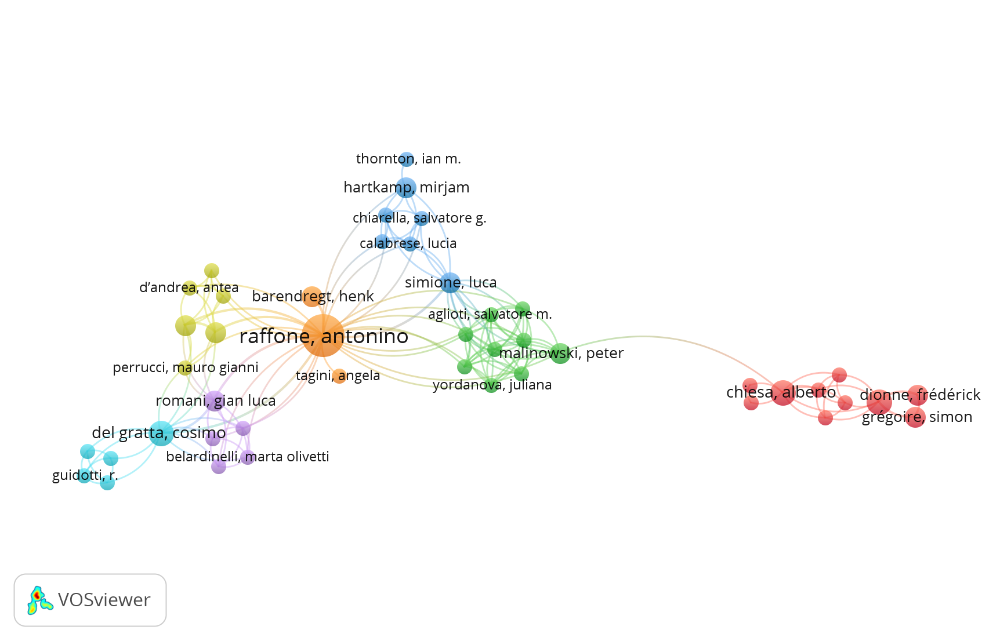 thornton, ian m.
hartkamp, mirjam
chiarella, salvatore g.
calabrese, lucia
simione, luca
d’andrea, antea
barendregt, henk
aglioti, salvatore m.
raffone, antonino
malinowski, peter
perrucci, mauro gianni
tagini, angela
yordanova, juliana
chiesa, alberto
dionne, frédérick
romani, gian luca
grégoire, simon
del gratta, cosimo
belardinelli, marta olivetti
guidotti, r.
VOSviewer